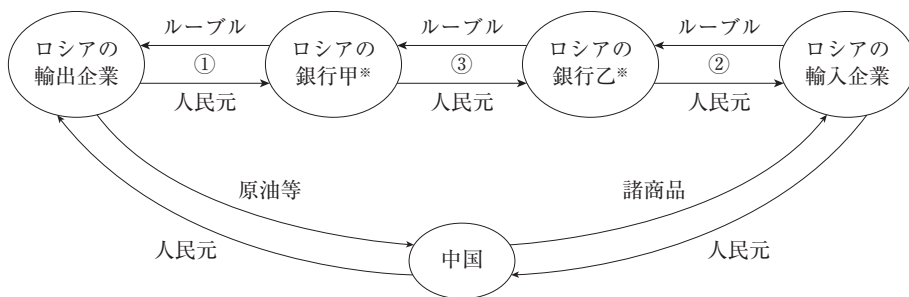 ルーブル
ルーブル
ルーブル
ロシアの
輸出企業
①
ロシアの
銀行甲※
③
ロシアの
銀行乙※
②
ロシアの
輸入企業
人民元
人民元
人民元
原油等
諸商品
人民元
中国
人民元